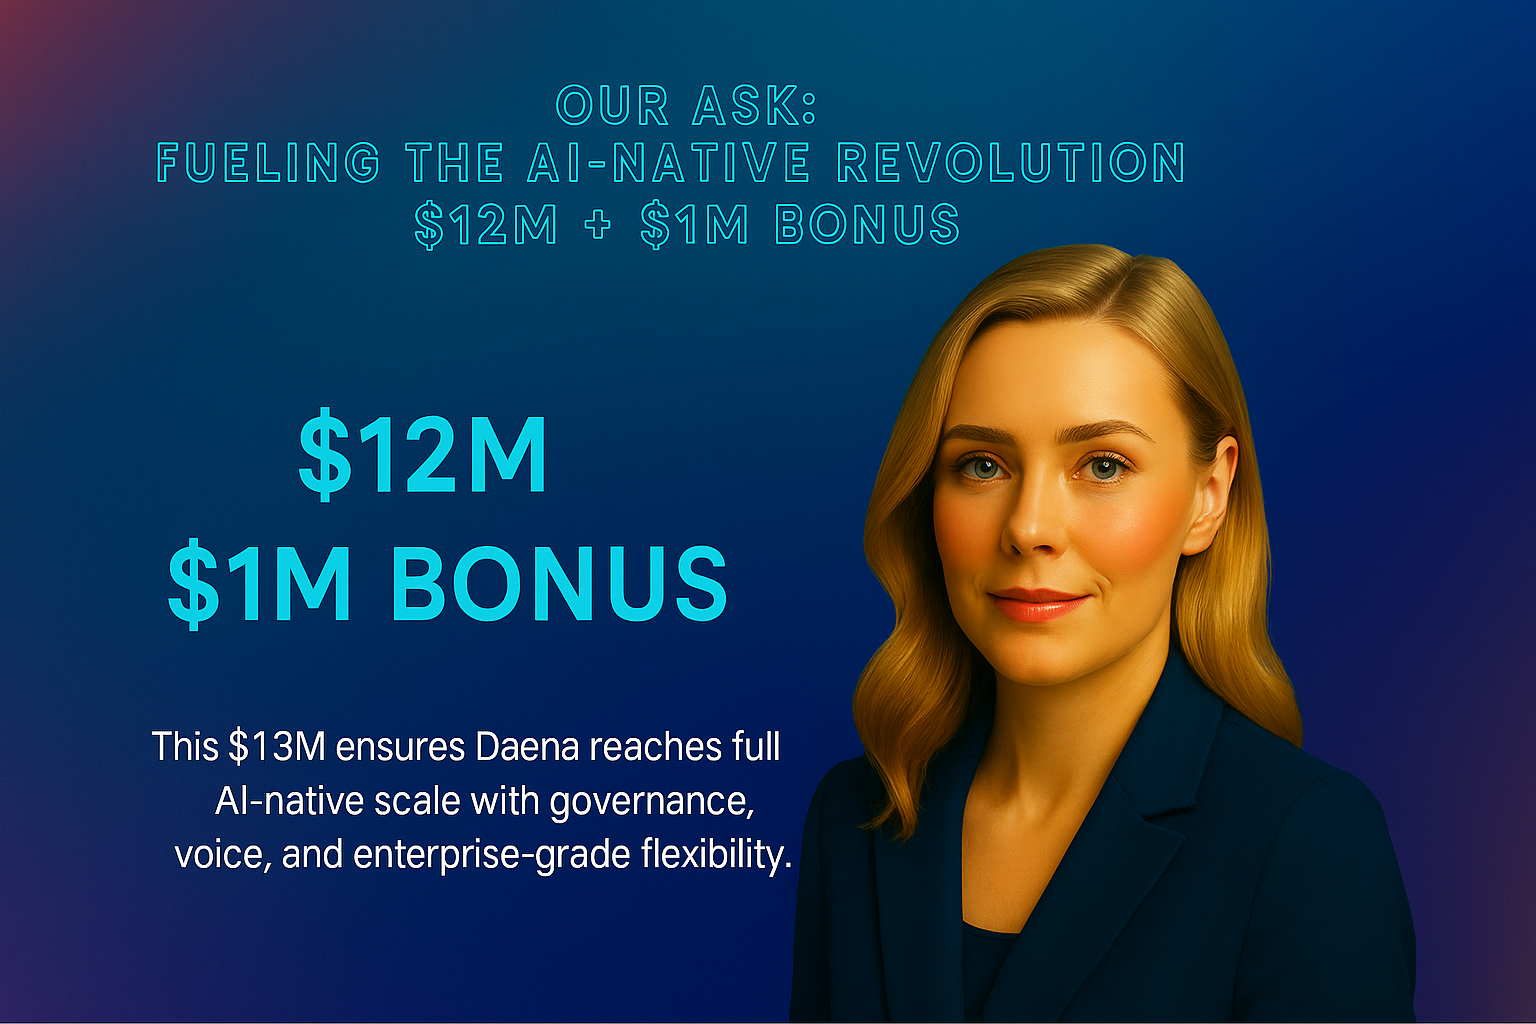 OUR ASK:
FUELING THE AI-NATIVE REVOLUTION
$12M + $1M BONUS
$12M
$1M BONUS
This $13M ensures Daena reaches full
AI-native scale with governance,
voice, and enterprise-grade flexibility.